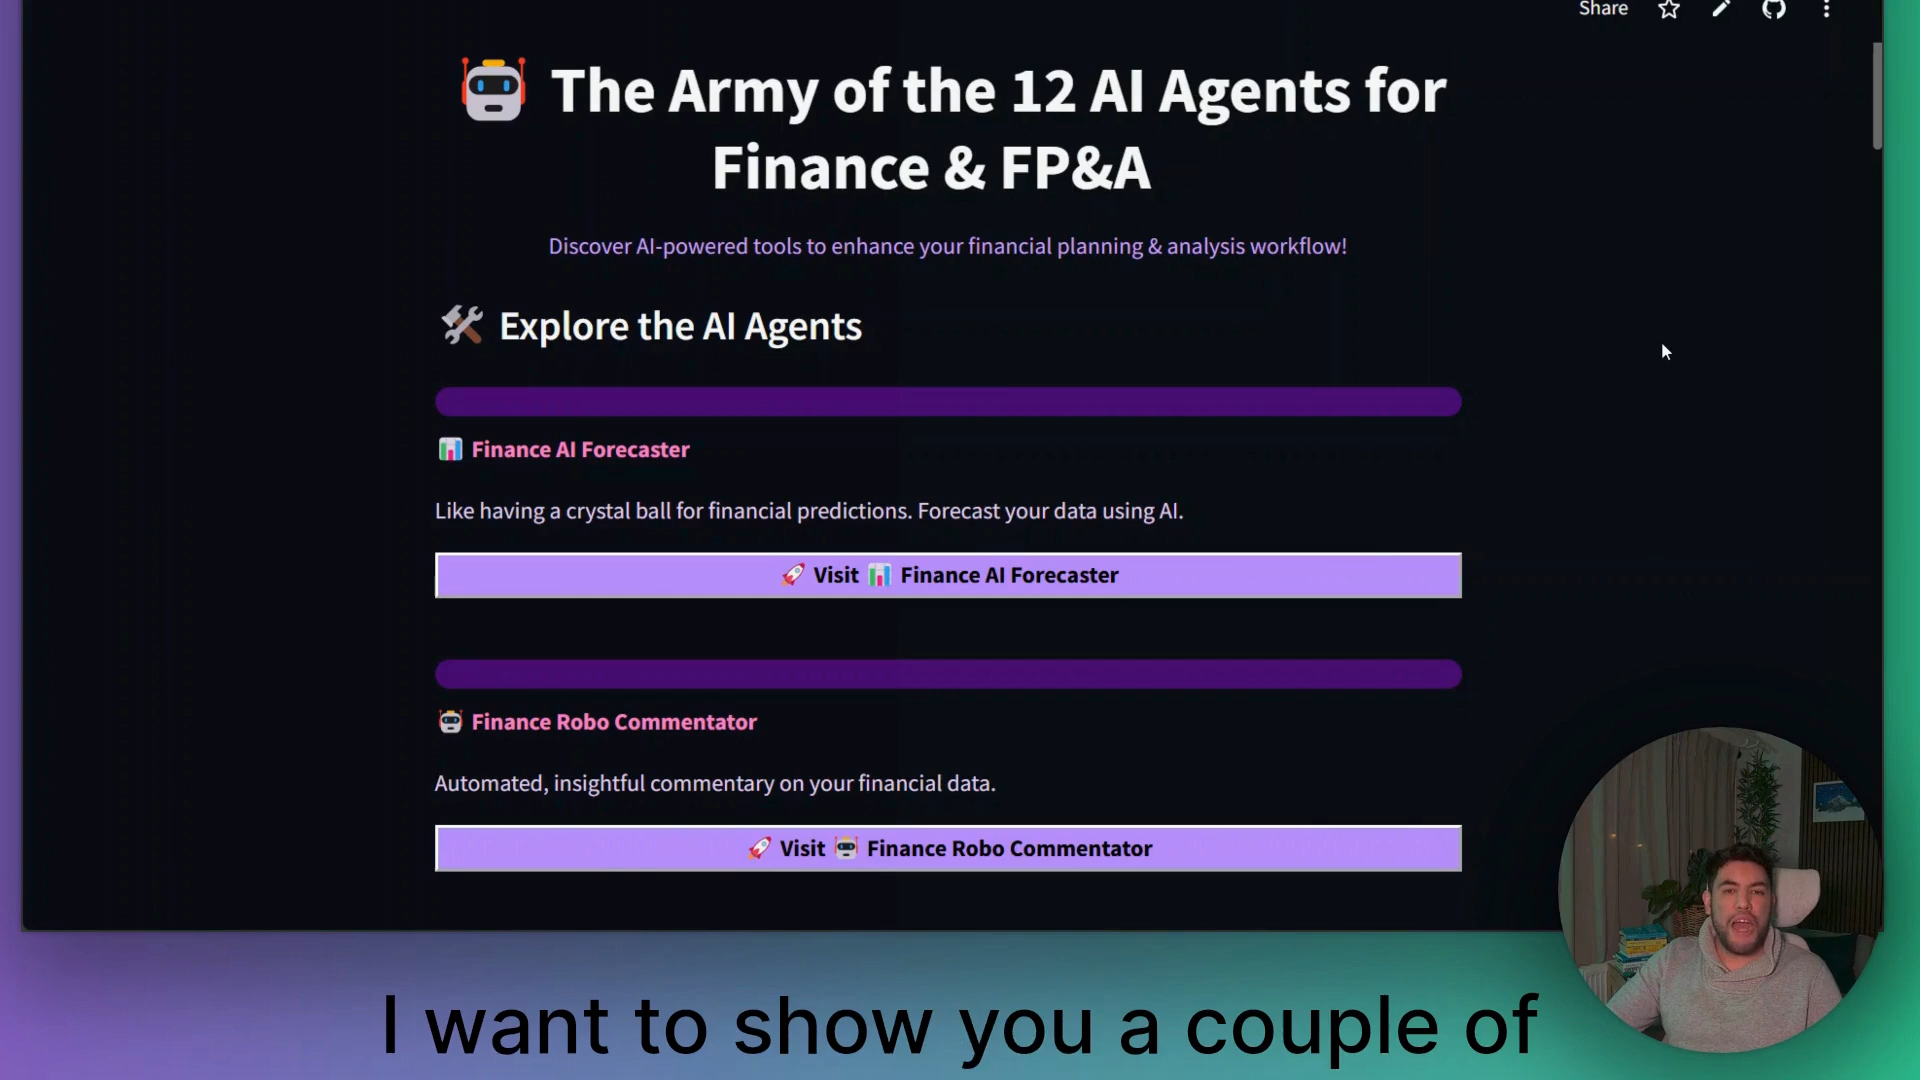 Share
The Army of the 12 AI Agents for
Finance & FP&A
Discover AI-powered tools to enhance your financial planning & analysis workflow!
Explore the AI Agents
Finance AI Forecaster
Like having a crystal ball for financial predictions. Forecast your data using AI.
Visit Finance AI Forecaster
Finance Robo Commentator
Automated, insightful commentary on your financial data.
Visit Finance Robo Commentator
I want to show you a couple of